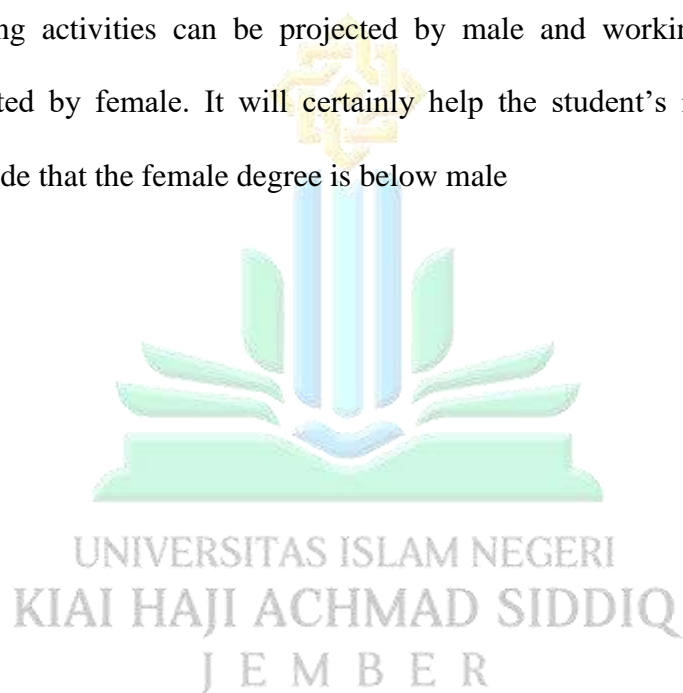 ng activities can be projected by male and workin
ted by female. It will certainly help the student's
de that the female degree is below male
UNIVERSITAS ISLAM NEGERI
KIAI HAJI ACHMAD SIDDIQ
JEMBER